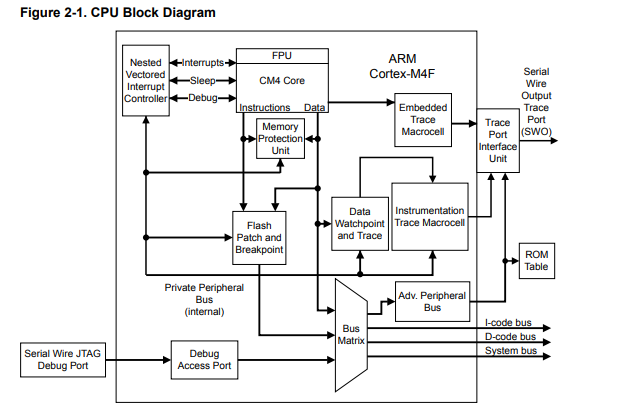 Figure 2-1. CPU Block Diagram
Nested
Vectored
Interrupt
Controller
Interrupts
Sleep
Debug
FPU
CM4 Core
Instructions
Data
ARM
Cortex-M4F
Serial
Wire
Output
Trace
Port
(SWO)
Embedded
Trace
Macrocell
Trace
Port
Interface
Unit
Memory
Protection
Unit
Flash
Patch and
Breakpoint
Data
Watchpoint
and Trace
Instrumentation
Trace Macrocell
ROM
Table
Private Peripheral
Bus
(internal)
Adv. Peripheral
Bus
Bus
Matrix
I-code bus
D-code bus
System bus
Serial Wire JTAG
Debug Port
Debug
Access Port